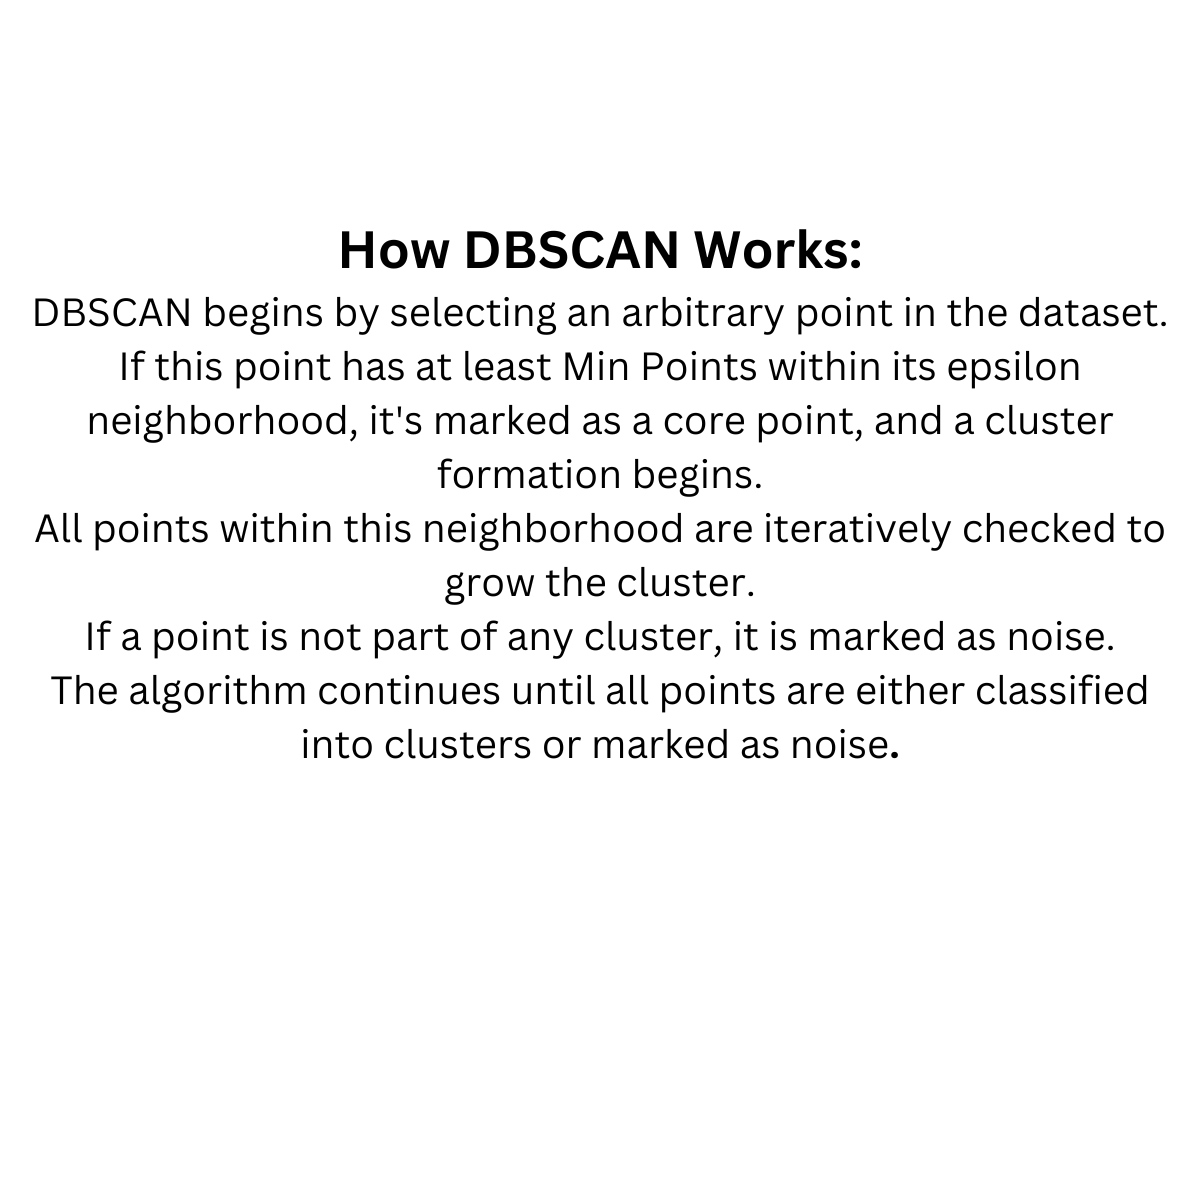 How DBSCAN Works:
DBSCAN begins by selecting an arbitrary point in the dataset.
If this point has at least Min Points within its epsilon
neighborhood, it's marked as a core point, and a cluster
formation begins.
All points within this neighborhood are iteratively checked to
grow the cluster.
If a point is not part of any cluster, it is marked as noise.
The algorithm continues until all points are either classified
into clusters or marked as noise.